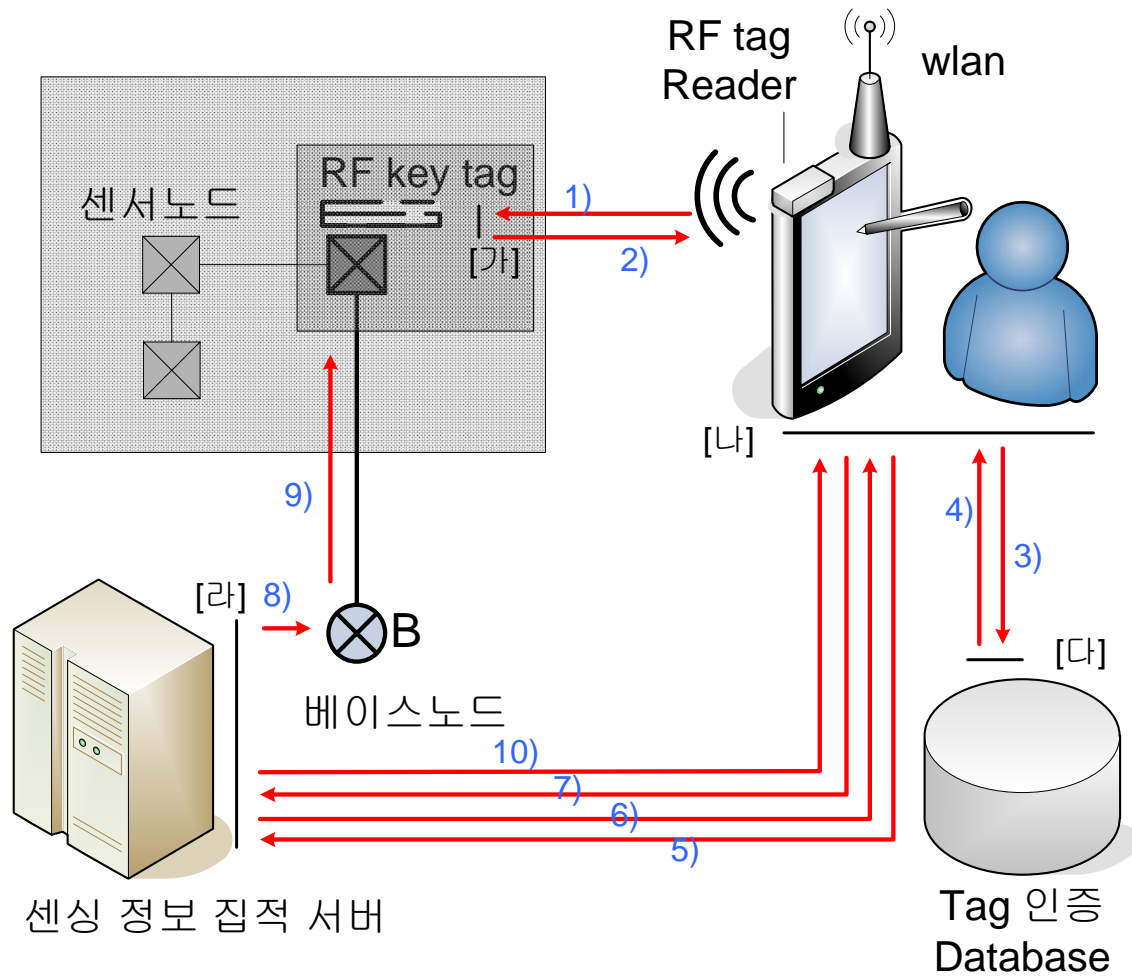 RF tag
Reader
wlan
RF key tag
센서노드
1)
[가]
2)
[나]
9)
4)
3)
[라]
8)
B
[다]
베이스노드
10)
7)
6)
5)
센싱 정보 집적 서버
Tag 인증
Database